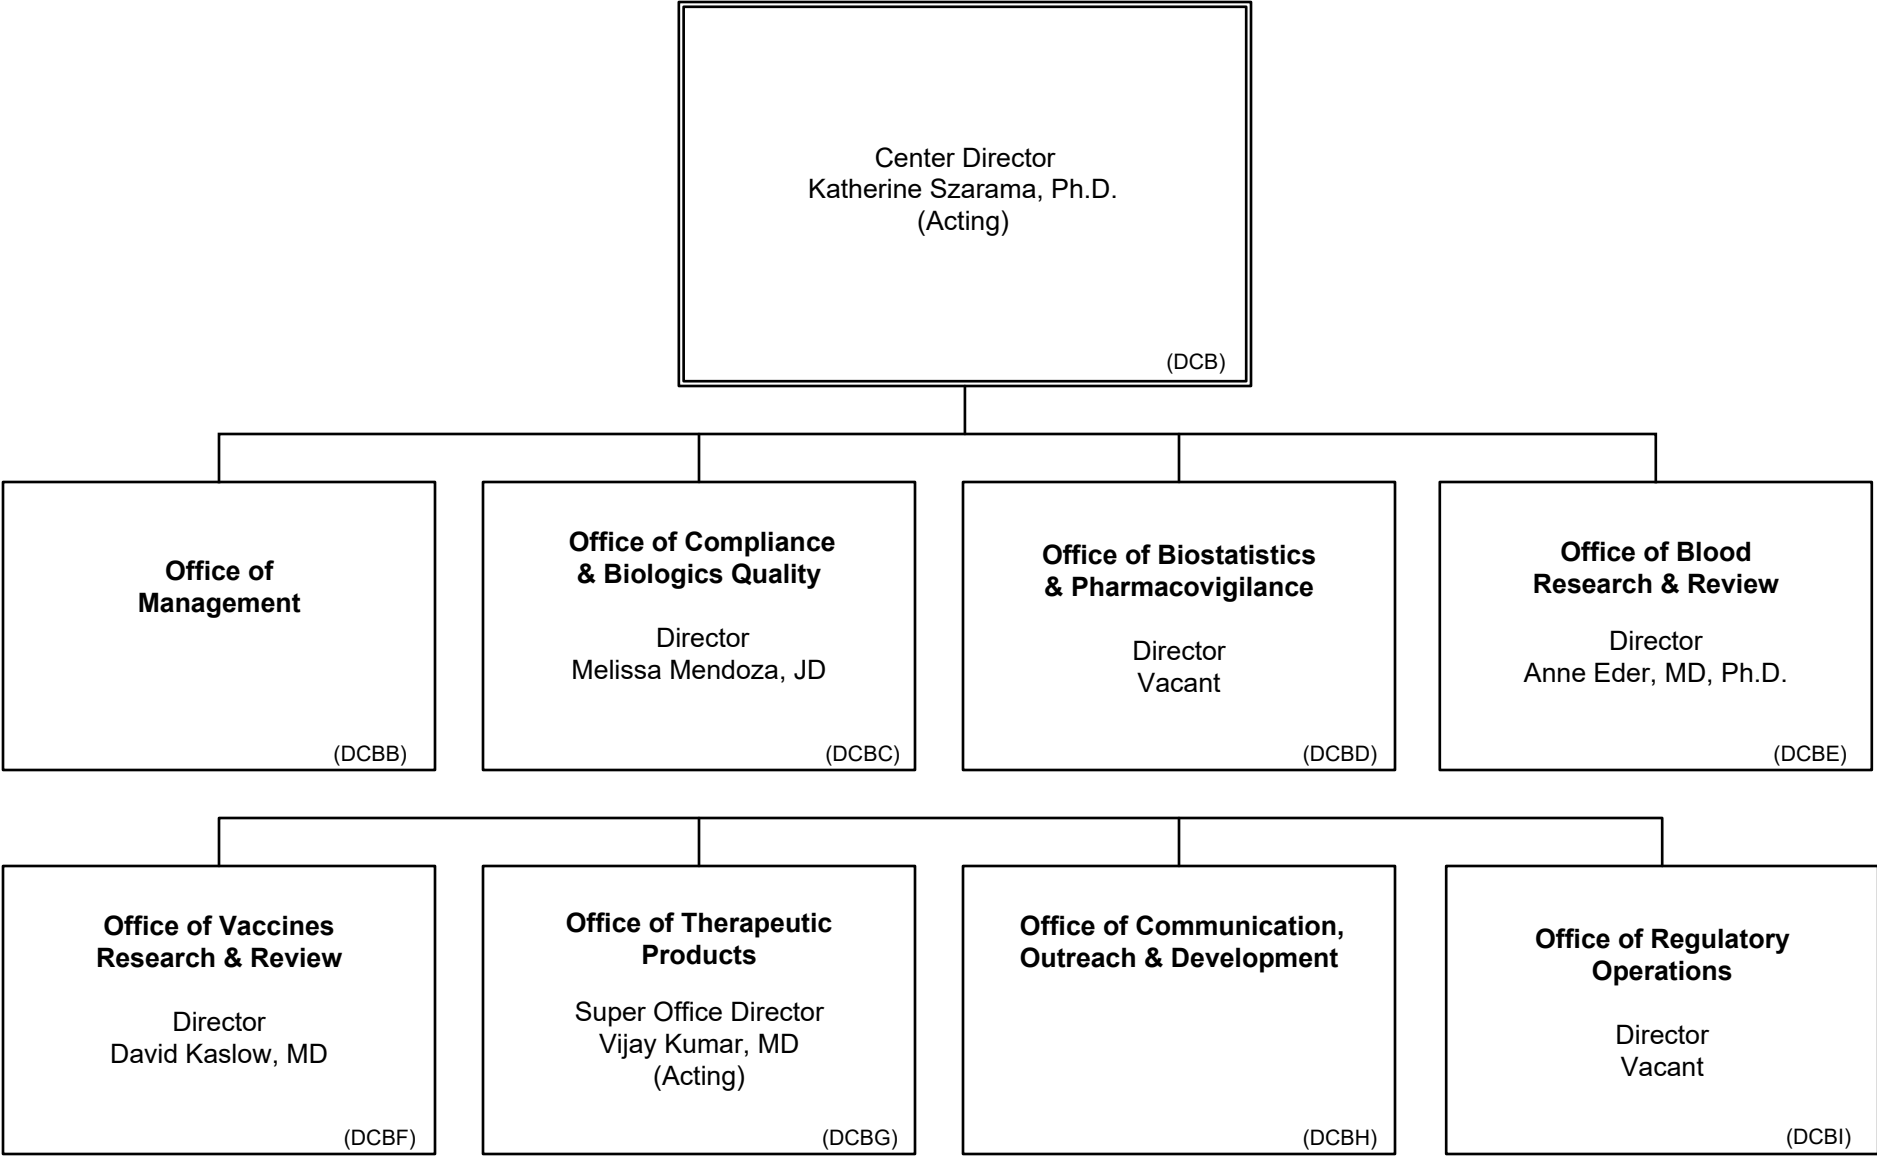 Center Director
Katherine Szarama, Ph.D.
(Acting)
(DCB)
Office of
Management
(DCBB)
Office of Compliance
& Biologics Quality
Director
Melissa Mendoza, JD
(DCBC)
Office of Biostatistics
& Pharmacovigilance
Director
Vacant
(DCBD)
Office of Blood
Research & Review
Director
Anne Eder, MD, Ph.D.
(DCBE)
Office of Vaccines
Research & Review
Director
David Kaslow, MD
(DCBF)
Office of Therapeutic
Products
Super Office Director
Vijay Kumar, MD
(Acting)
(DCBG)
Office of Communication,
Outreach & Development
(DCBH)
Office of Regulatory
Operations
Director
Vacant
(DCBI)